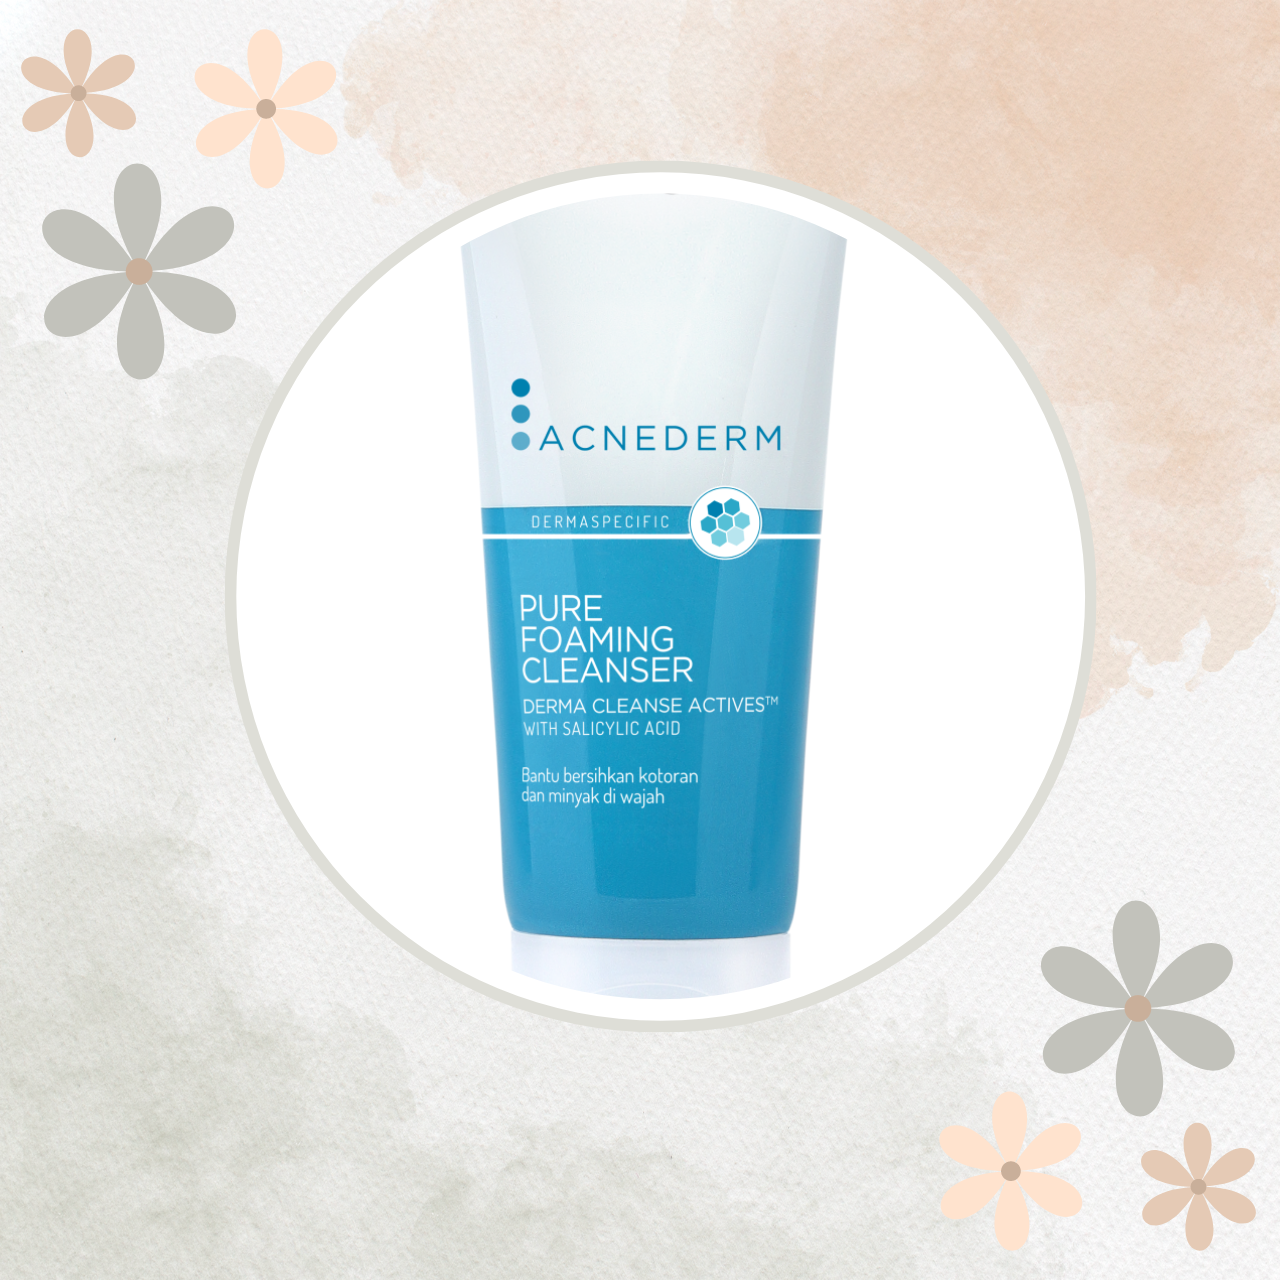 ACNEDERM
DERMASPECIFIC
PURE
FOAMING
CLEANSER
DERMA CLEANSE ACTIVES™
WITH SALICYLIC ACID
Bantu bersihkan kotoran
dan minyak di wajah